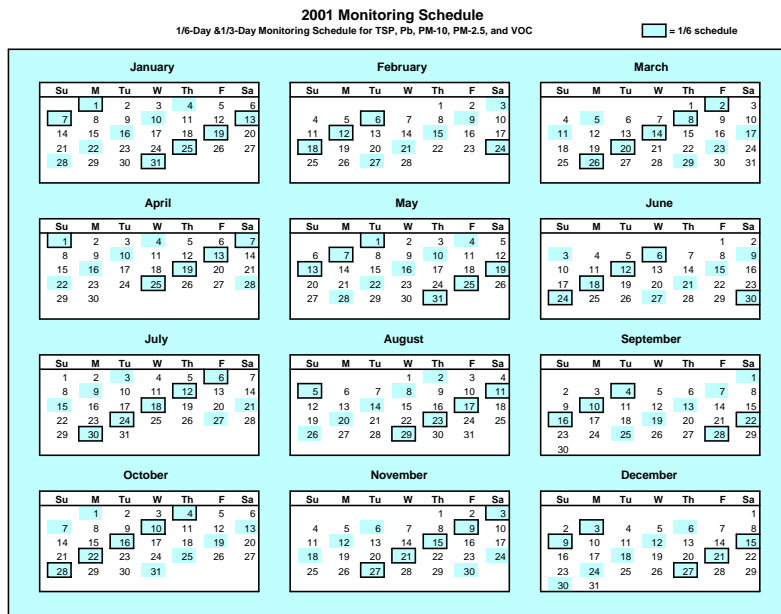 2001 Monitoring Schedule
1/6-Day &1/3-Day Monitoring Schedule for TSP, Pb, PM-10, PM-2.5, and VOC
= 1/6 schedule
January
Su M Tu W Th F Sa
1 2 3 4 5 6
7 8 9 10 11 12 13
14 15 16 17 18 19 20
21 22 23 24 25 26 27
28 29 30 31
February
Su M Tu W Th F Sa
1 2 3
4 5 6 7 8 9 10
11 12 13 14 15 16 17
18 19 20 21 22 23 24
25 26 27 28
March
Su M Tu W Th F Sa
1 2 3
4 5 6 7 8 9 10
11 12 13 14 15 16 17
18 19 20 21 22 23 24
25 26 27 28 29 30 31
April
Su M Tu W Th F Sa
1 2 3 4 5 6 7
8 9 10 11 12 13 14
15 16 17 18 19 20 21
22 23 24 25 26 27 28
29 30
May
Su M Tu W Th F Sa
1 2 3 4 5
6 7 8 9 10 11 12
13 14 15 16 17 18 19
20 21 22 23 24 25 26
27 28 29 30 31
June
Su M Tu W Th F Sa
1 2
3 4 5 6 7 8 9
10 11 12 13 14 15 16
17 18 19 20 21 22 23
24 25 26 27 28 29 30
July
Su M Tu W Th F Sa
1 2 3 4 5 6 7
8 9 10 11 12 13 14
15 16 17 18 19 20 21
22 23 24 25 26 27 28
29 30 31
August
Su M Tu W Th F Sa
1 2 3 4
5 6 7 8 9 10 11
12 13 14 15 16 17 18
19 20 21 22 23 24 25
26 27 28 29 30 31
September
Su M Tu W Th F Sa
1
2 3 4 5 6 7 8
9 10 11 12 13 14 15
16 17 18 19 20 21 22
23 24 25 26 27 28 29
30
October
Su M Tu W Th F Sa
1 2 3 4 5 6
7 8 9 10 11 12 13
14 15 16 17 18 19 20
21 22 23 24 25 26 27
28 29 30 31
November
Su M Tu W Th F Sa
1 2 3
4 5 6 7 8 9 10
11 12 13 14 15 16 17
18 19 20 21 22 23 24
25 26 27 28 29 30
December
Su M Tu W Th F Sa
1
2 3 4 5 6 7 8
9 10 11 12 13 14 15
16 17 18 19 20 21 22
23 24 25 26 27 28 29
30 31